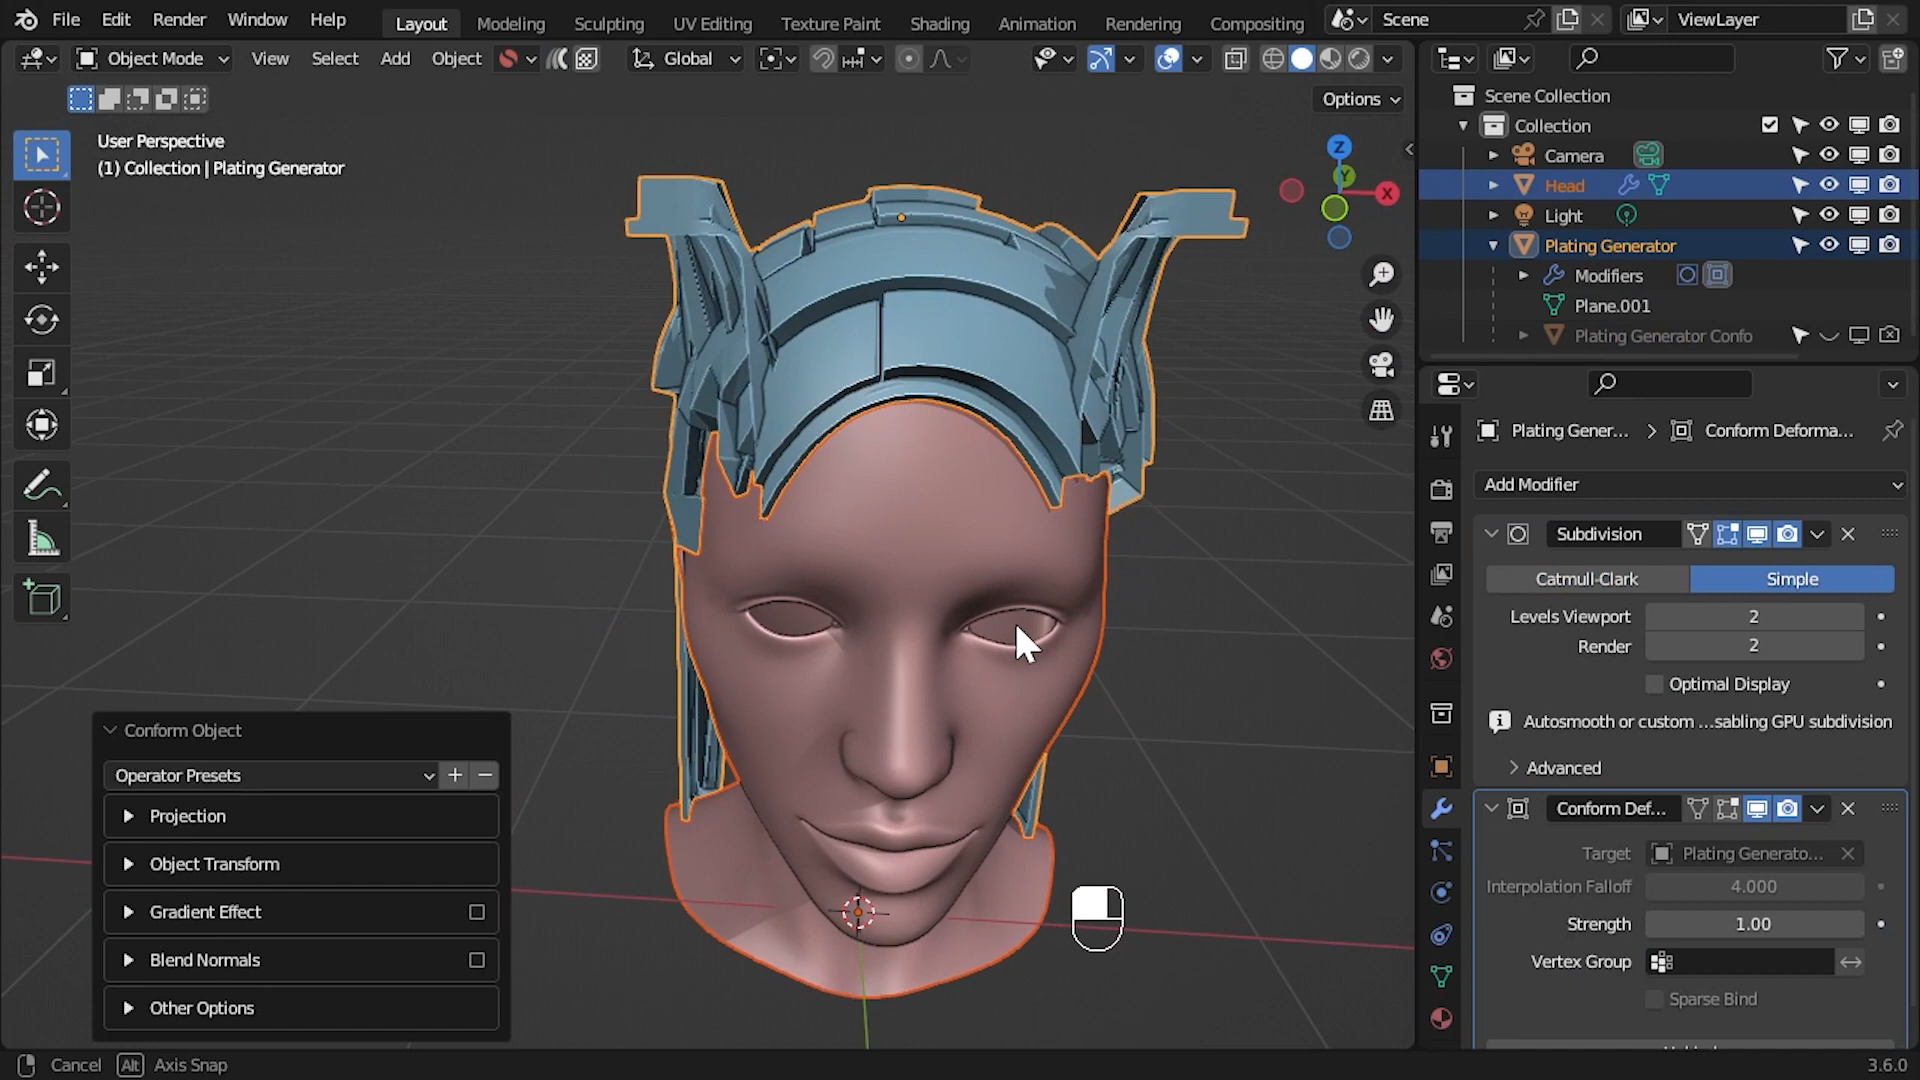 File Edit Render Window Help Layout Modeling Sculpting UV Editing Texture Paint Shading Animation Rendering Compositing Scene ViewLayer
Object Mode View Select Add Object Global
Options
User Perspective
(1) Collection | Plating Generator
Z
Y
X
Scene Collection
Collection
Camera
Head
Light
Plating Generator
Modifiers
Plane.001
Plating Generator Confo
Plating Gener... Conform Deforma...
Add Modifier
Subdivision
Catmull-Clark Simple
Levels Viewport 2
Render 2
Optimal Display
Autosmooth or custom ...sabling GPU subdivision
Advanced
Conform Def...
Target Plating Generato...
Interpolation Falloff 4.000
Strength 1.00
Vertex Group
Sparse Bind
Conform Object
Operator Presets
Projection
Object Transform
Gradient Effect
Blend Normals
Other Options
Cancel Alt Axis Snap
3.6.0